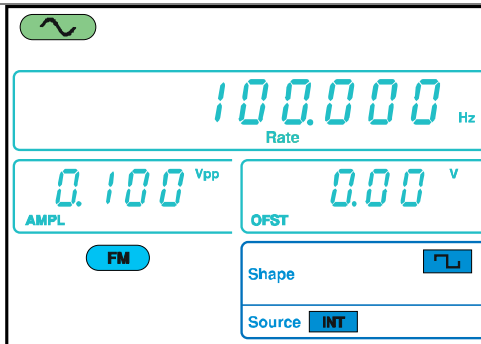 100.000 Hz
Rate
0.100 Vpp
AMPL
0.00 V
OFST
FM
Shape
Source INT